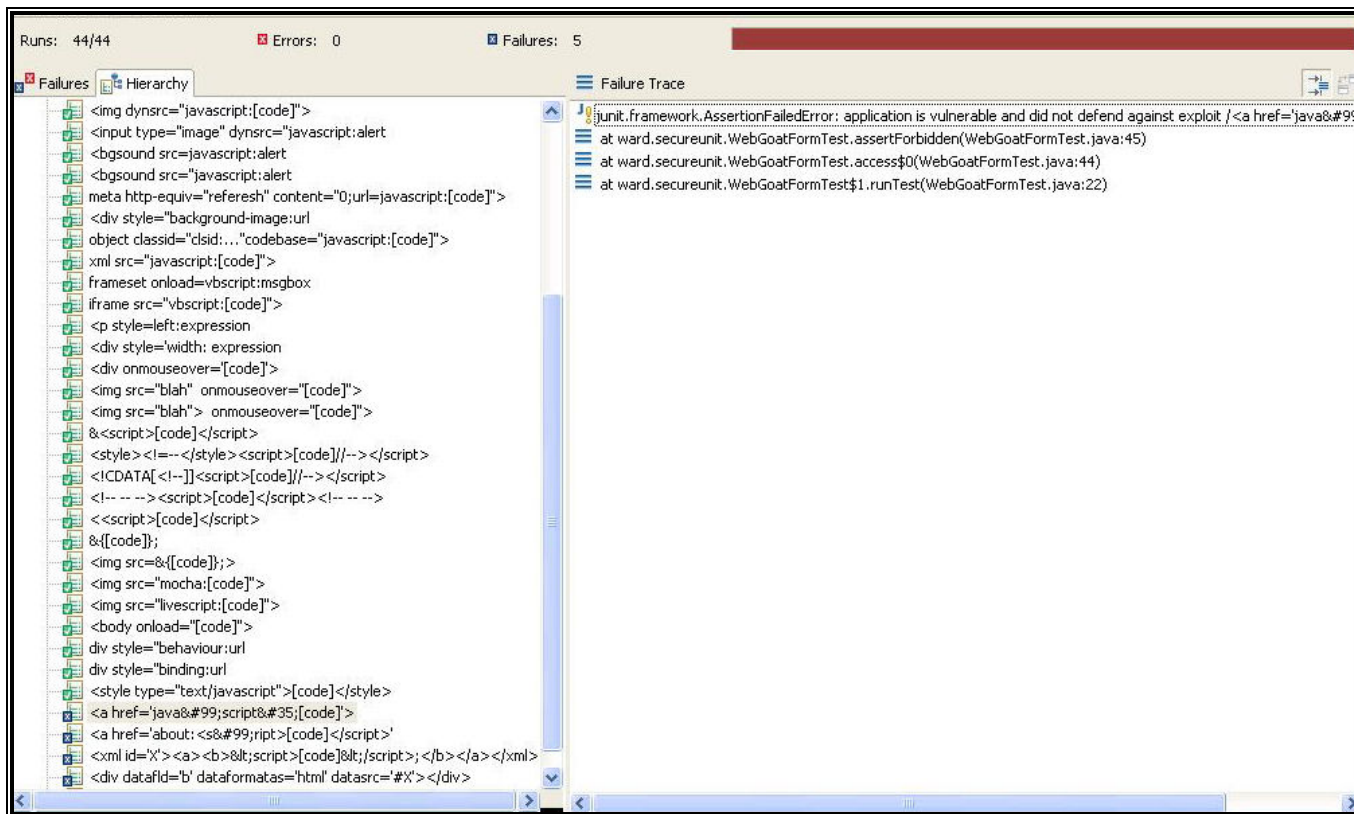 Runs: 44/44 Errors: 0 Failures: 5
Failures Hierarchy
<img dynsrc="javascript:[code]">
<input type="image" dynsrc="javascript:alert
<bgsound src=javascript:alert
<bgsound src="javascript:alert
meta http-equiv="referesh" content="0;url=javascript:[code]">
<div style="background-image:url
object classid="clsid:..."codebase="javascript:[code]">
xml src="javascript:[code]">
frameset onload=vbscript:msgbox
iframe src="vbscript:[code]">
<p style=left:expression
<div style='width: expression
<div onmouseover='[code]'>
<img src="blah" onmouseover="[code]">
<img src="blah"> onmouseover="[code]">
&<script>[code]</script>
<style><!=--</style><script>[code]//--></script>
<!CDATA[<!--]]<script>[code]//--></script>
<!-- -- --><script>[code]</script><!-- -- -->
<<script>[code]</script>
&{[code]};
<img src=&{[code]};>
<img src="mocha:[code]">
<img src="livescript:[code]">
<body onload="[code]">
div style="behaviour:url
div style="binding:url
<style type="text/javascript">[code]</style>
<a href='java&#99;script&#35;[code]'>
<a href='about:<s&#99;ript>[code]</script>'
<xml id='X'><a><b>&lt;script>[code]&lt;/script>;</b></a></xml>
<div datafld='b' dataformatas='html' datasrc='#X'></div>
Failure Trace
junit.framework.AssertionFailedError: application is vulnerable and did not defend against exploit /<a href='java&#99
at ward.secureunit.WebGoatFormTest.assertForbidden(WebGoatFormTest.java:45)
at ward.secureunit.WebGoatFormTest.access$0(WebGoatFormTest.java:44)
at ward.secureunit.WebGoatFormTest$1.runTest(WebGoatFormTest.java:22)